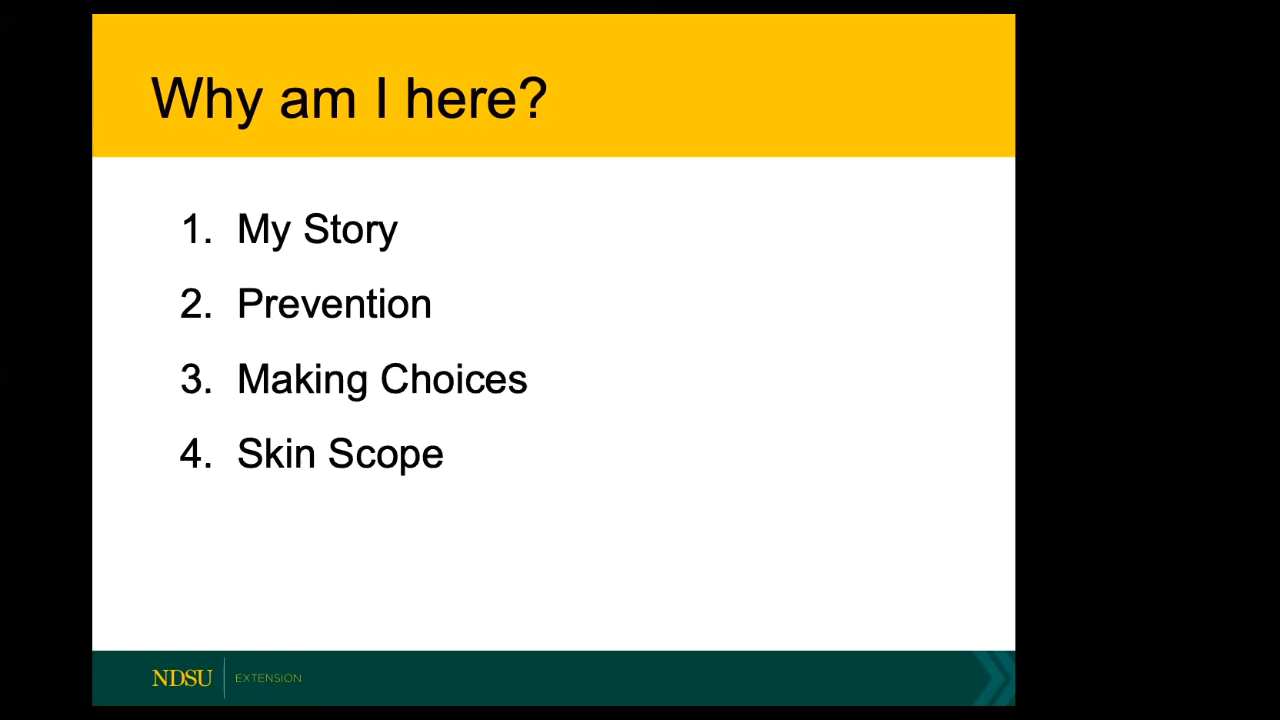 Why am I here?
1. My Story
2. Prevention
3. Making Choices
4. Skin Scope
NDSU EXTENSION